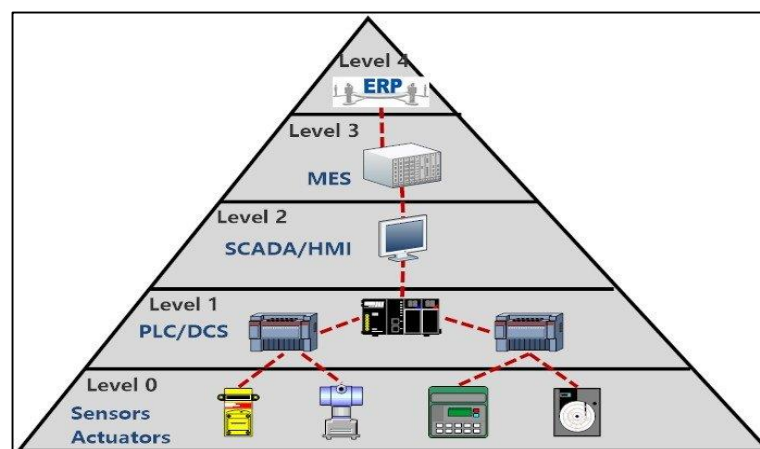 Level 4
ERP
Level 3
MES
Level 2
SCADA/HMI
Level 1
PLC/DCS
Level 0
Sensors
Actuators